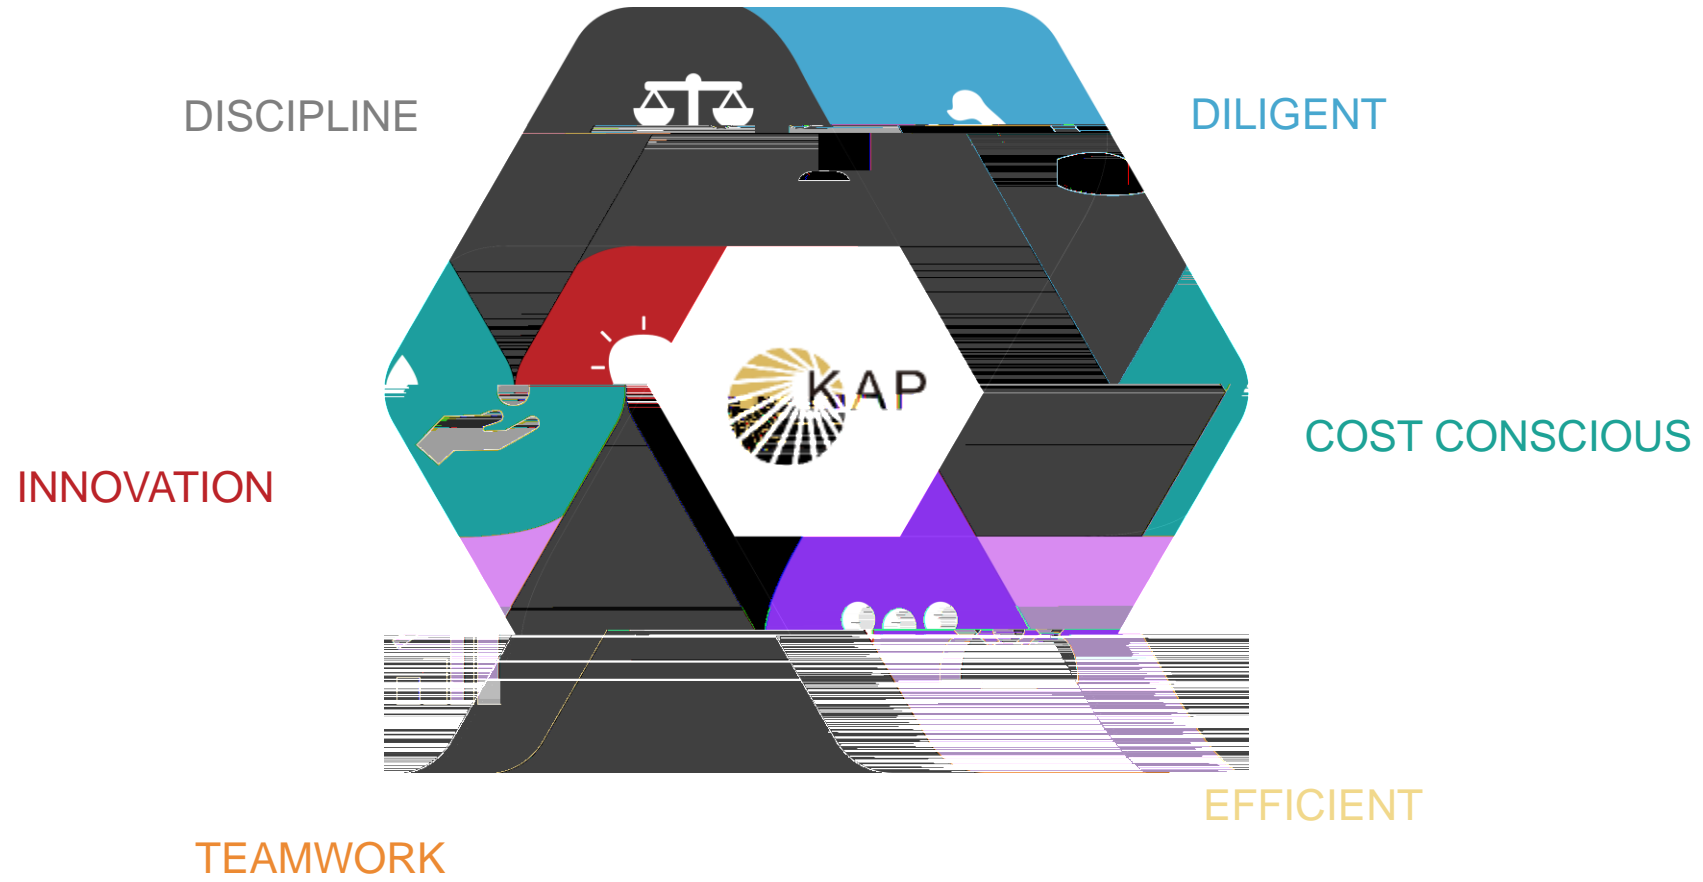 DISCIPLINE
DILIGENT
KAP
COST CONSCIOUS
INNOVATION
EFFICIENT
TEAMWORK